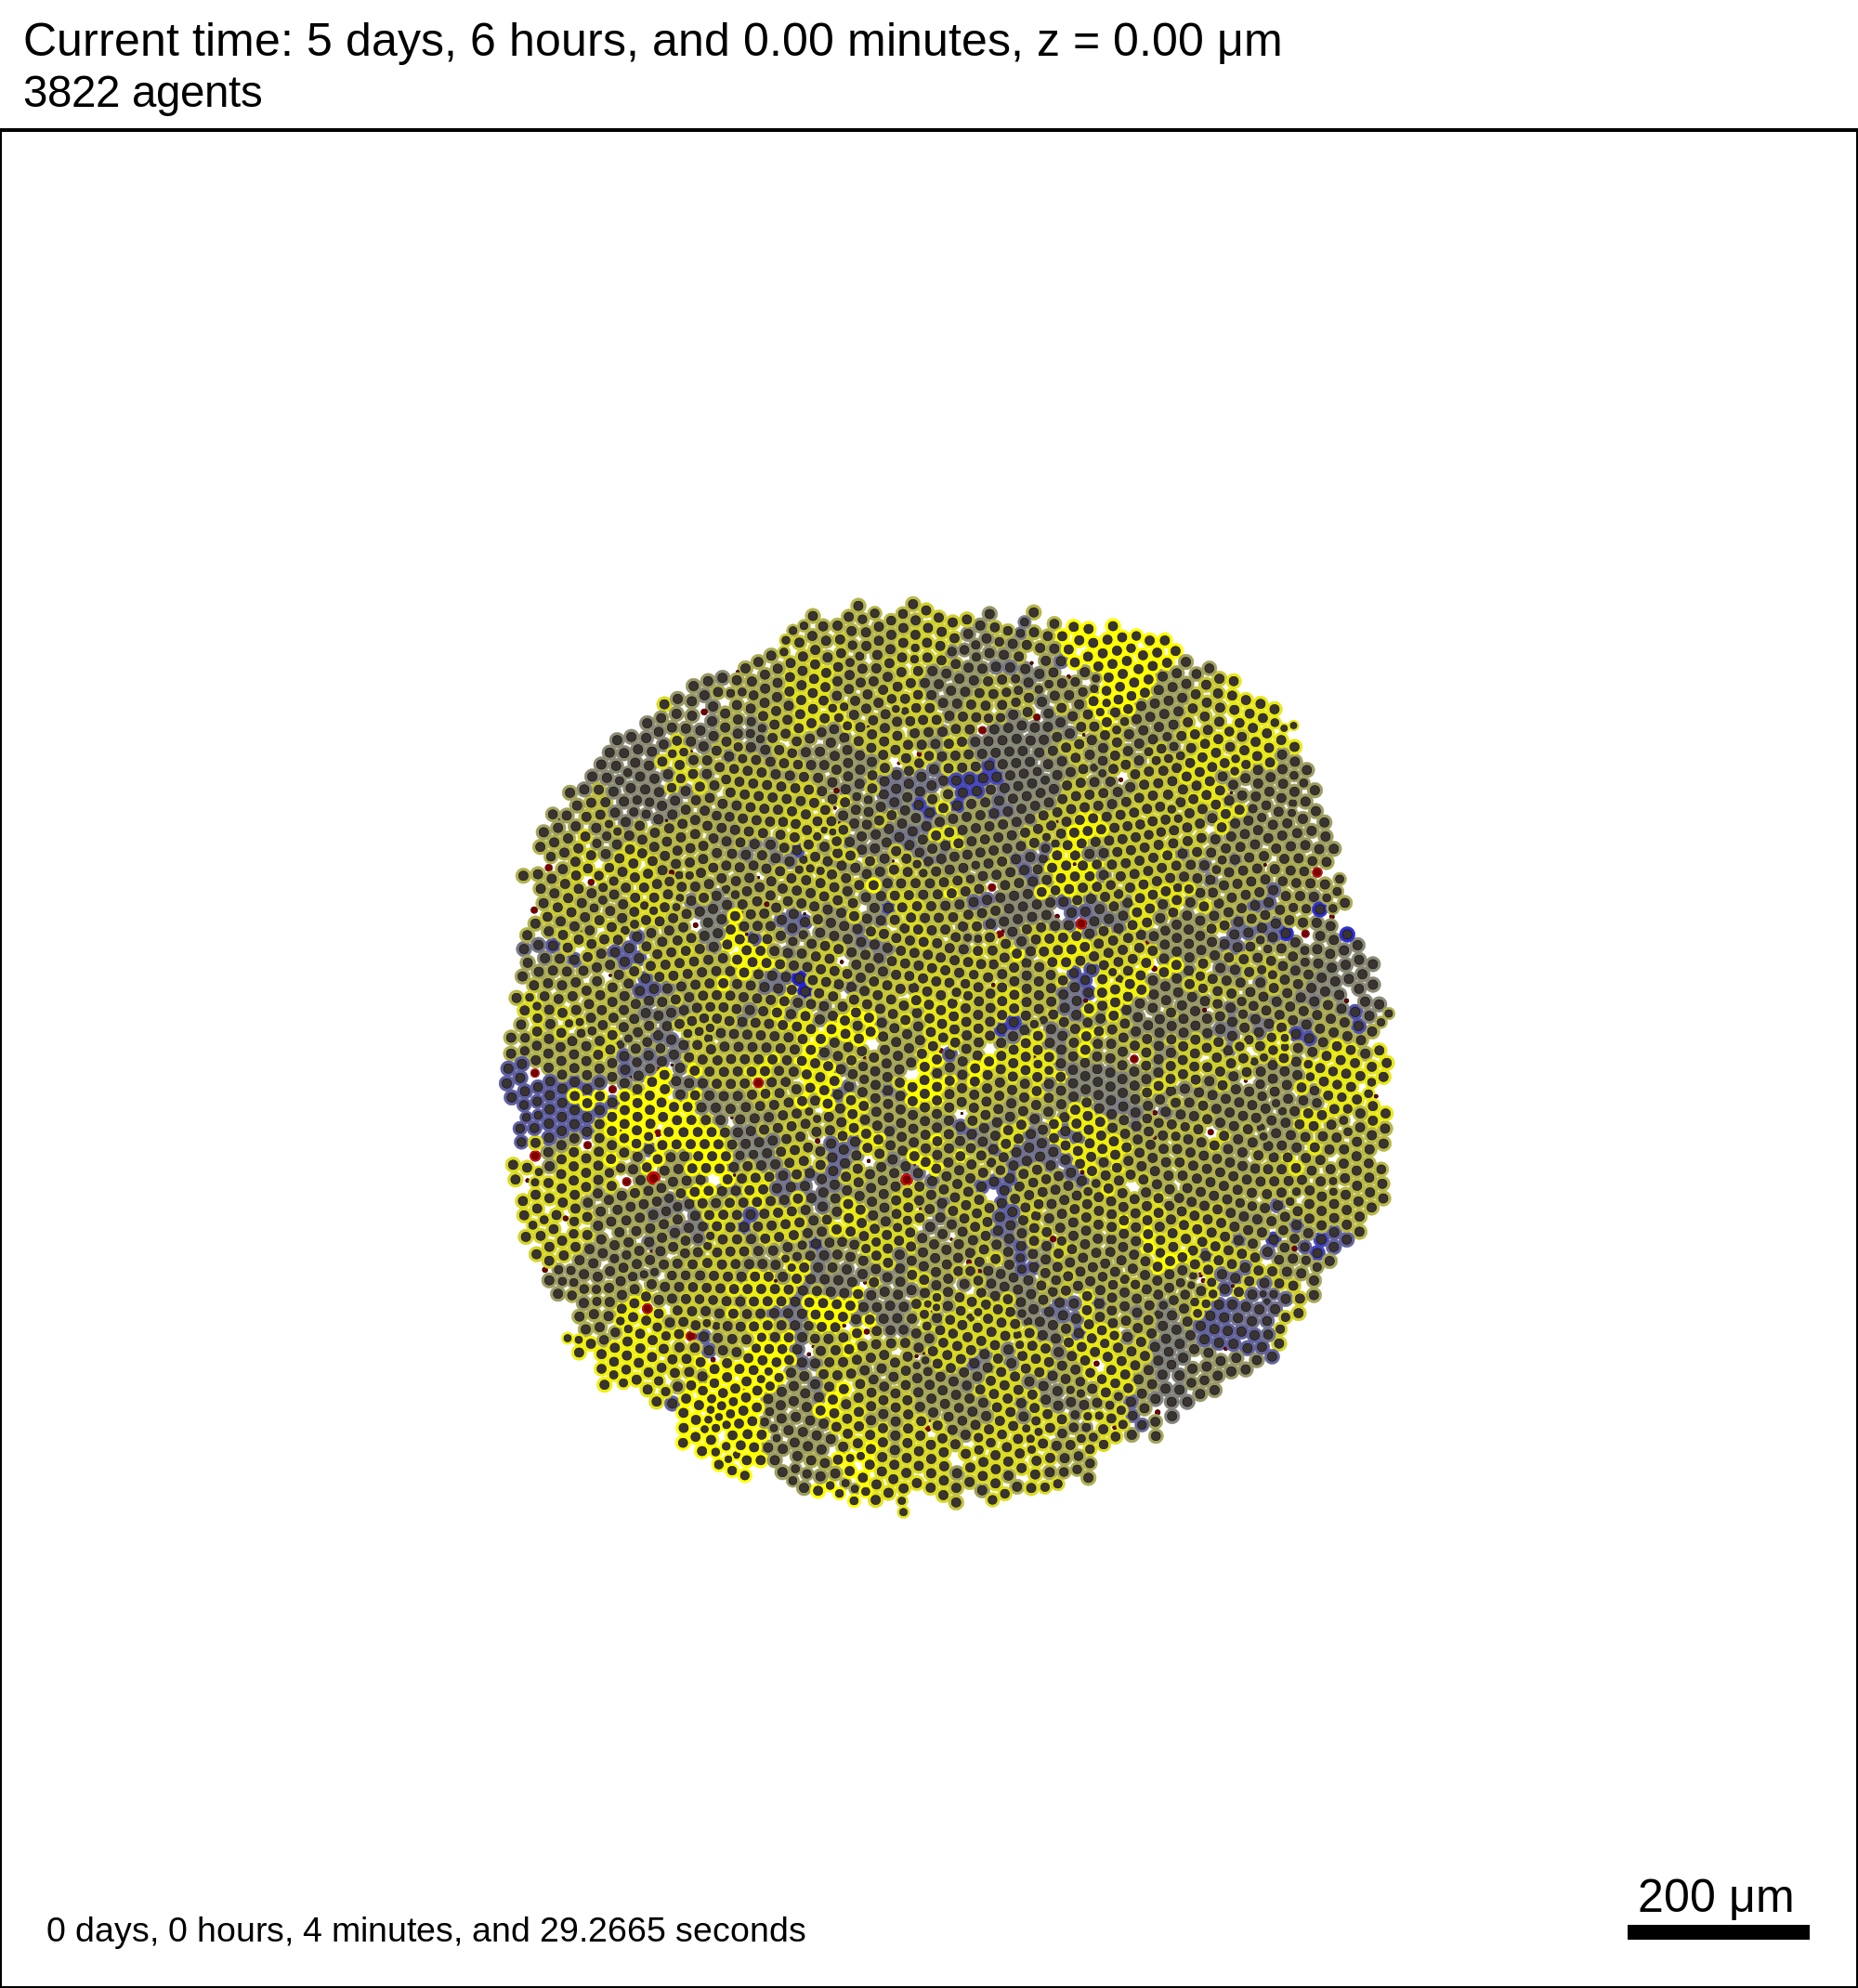 Current time: 5 days, 6 hours, and 0.00 minutes, z = 0.00 μm
3822 agents
200 μm
0 days, 0 hours, 4 minutes, and 29.2665 seconds